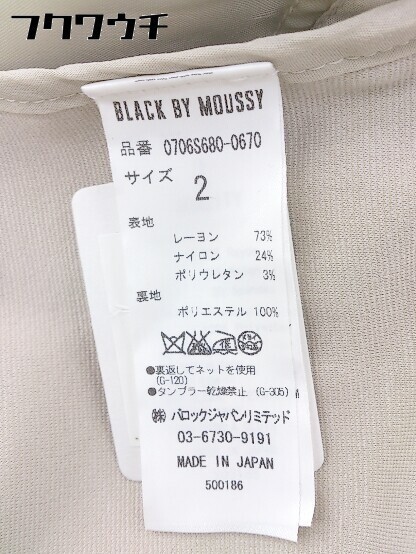 フクワウチ
BLACK BY MOUSSY
品番 0706S680-0670
サイズ 2
表地
レーヨン 73%
ナイロン 24%
ポリウレタン 3%
裏地
ポリエステル 100%
●裏返してネットを使用
(G-120)
●タンブラー乾燥禁止 (G-305)
㈱バロックジャパンリミテッド
03-6730-9191
MADE IN JAPAN
500186